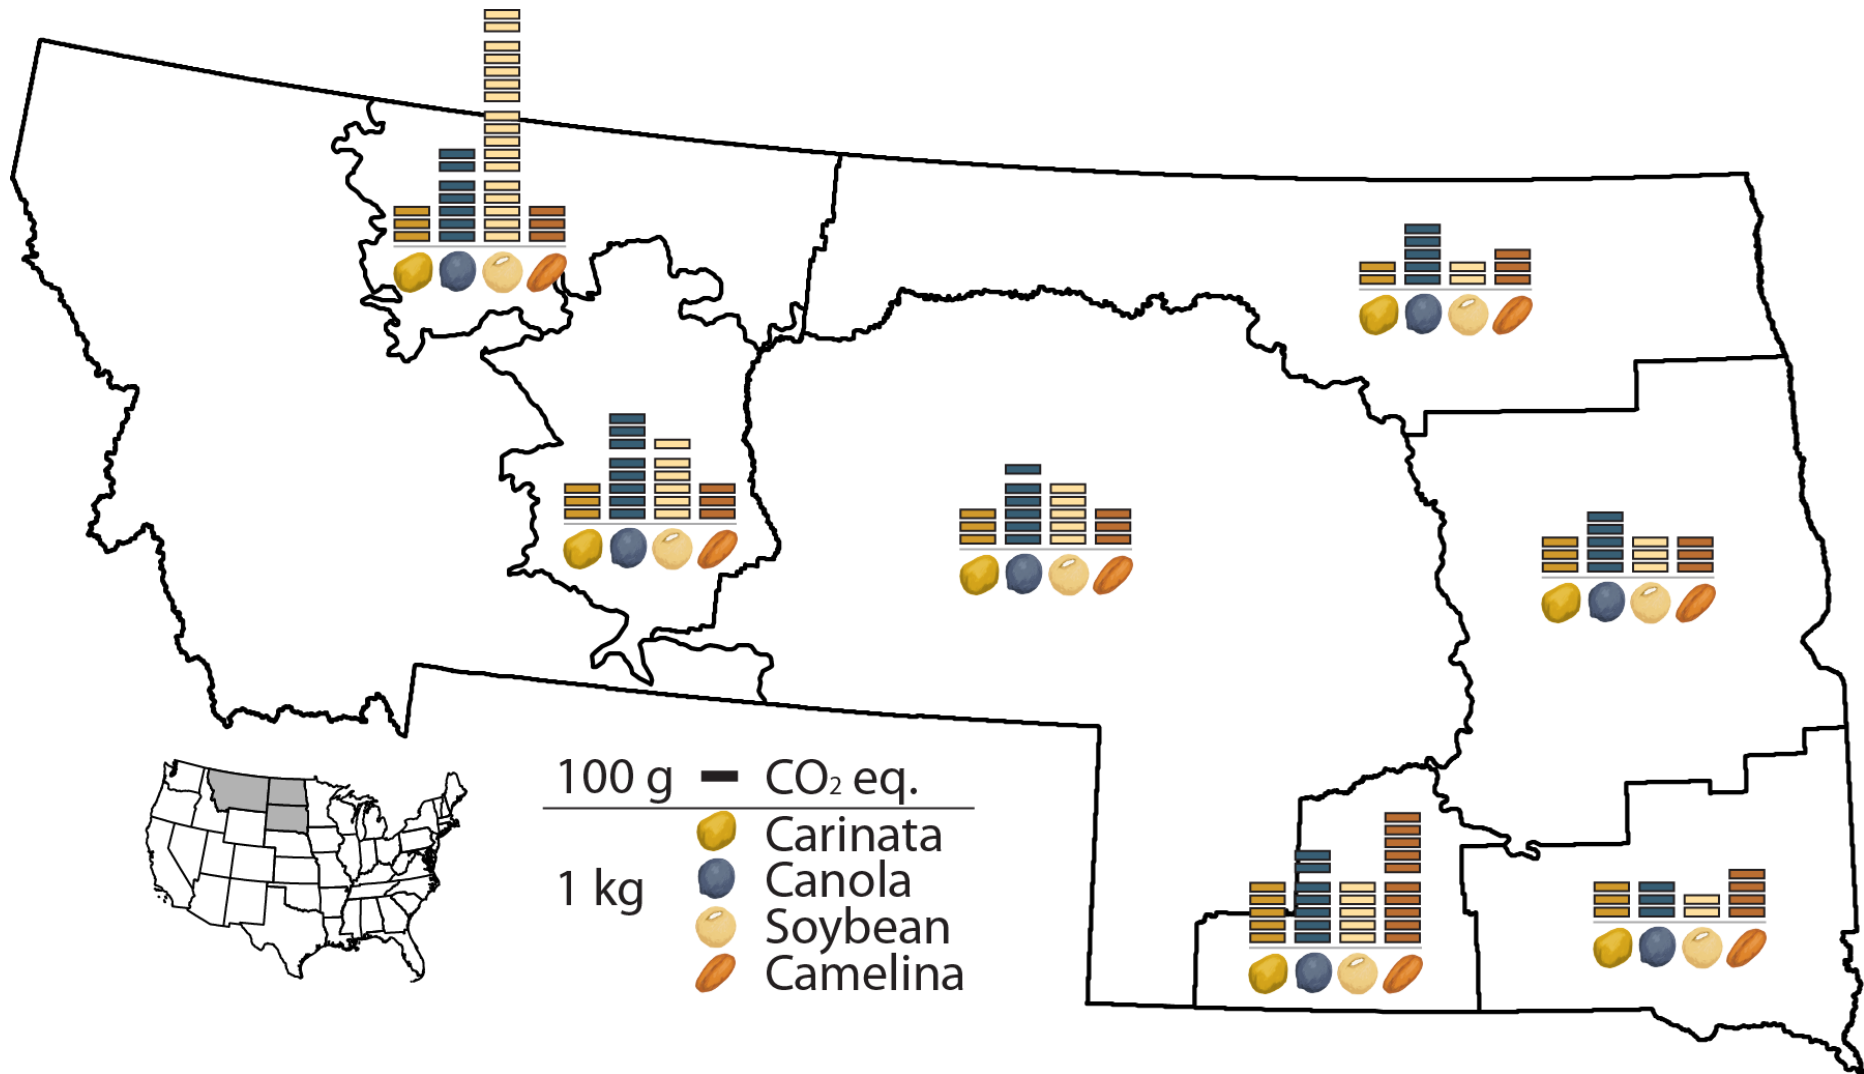 100 g CO₂ eq.
Carinata
1 kg Canola
Soybean
Camelina